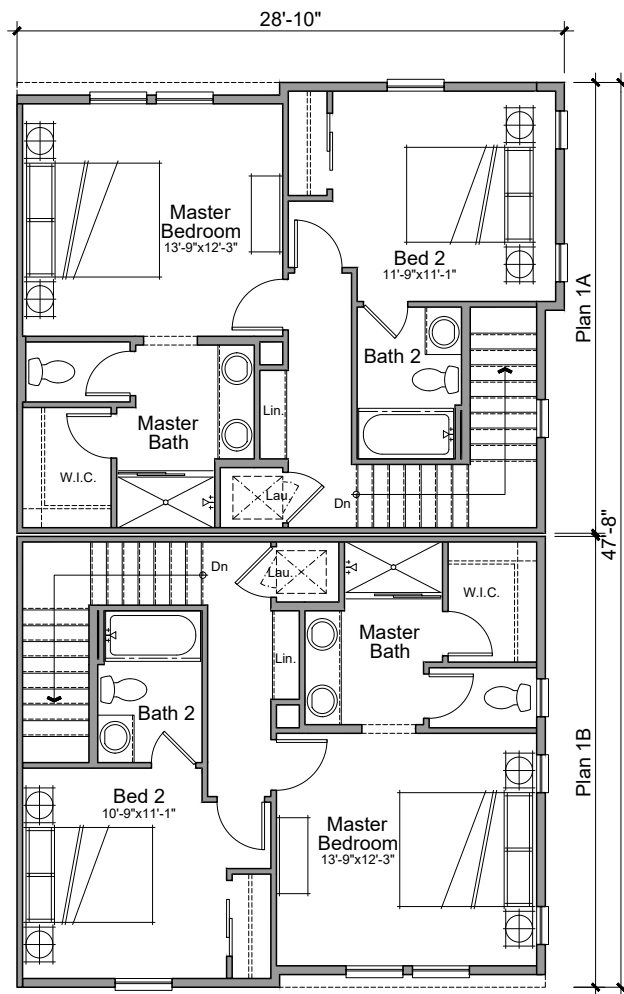 28'-10"
Master
Bedroom
13'-9"x12'-3"
Bed 2
11'-9"x11'-1"
Plan 1A
Bath 2
Lin.
Master
Bath
W.I.C.
Lau.
Dn
47'-8"
Dn
Lau.
W.I.C.
Master
Bath
Lin.
Bath 2
Plan 1B
Bed 2
10'-9"x11'-1"
Master
Bedroom
13'-9"x12'-3"